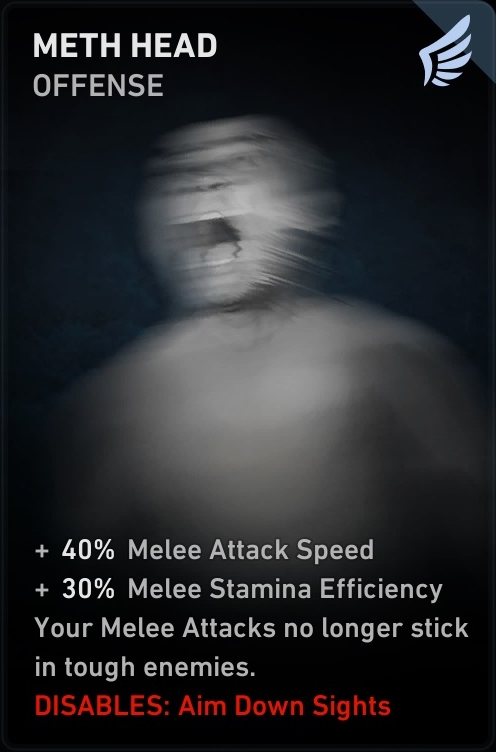 METH HEAD
OFFENSE
+ 40% Melee Attack Speed
+ 30% Melee Stamina Efficiency
Your Melee Attacks no longer stick
in tough enemies.
DISABLES: Aim Down Sights